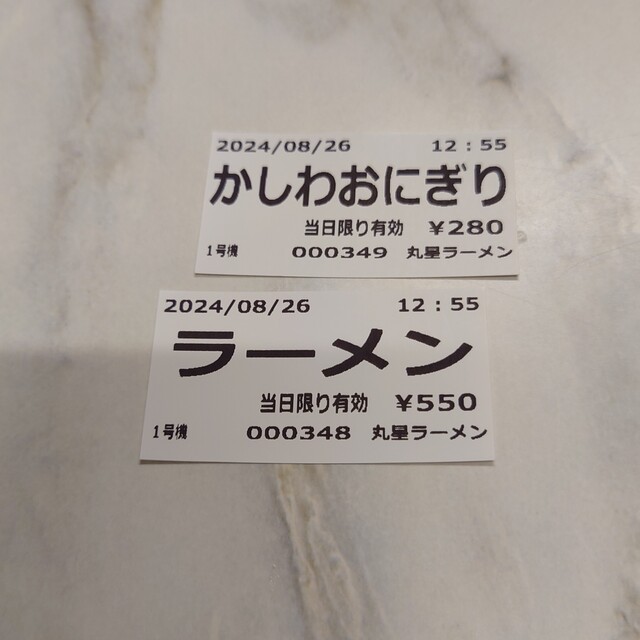 2024/08/26 12:55
かしわおにぎり
当日限り有効 ¥280
1号機 000349 丸星ラーメン
2024/08/26 12:55
ラーメン
当日限り有効 ¥550
1号機 000348 丸星ラーメン